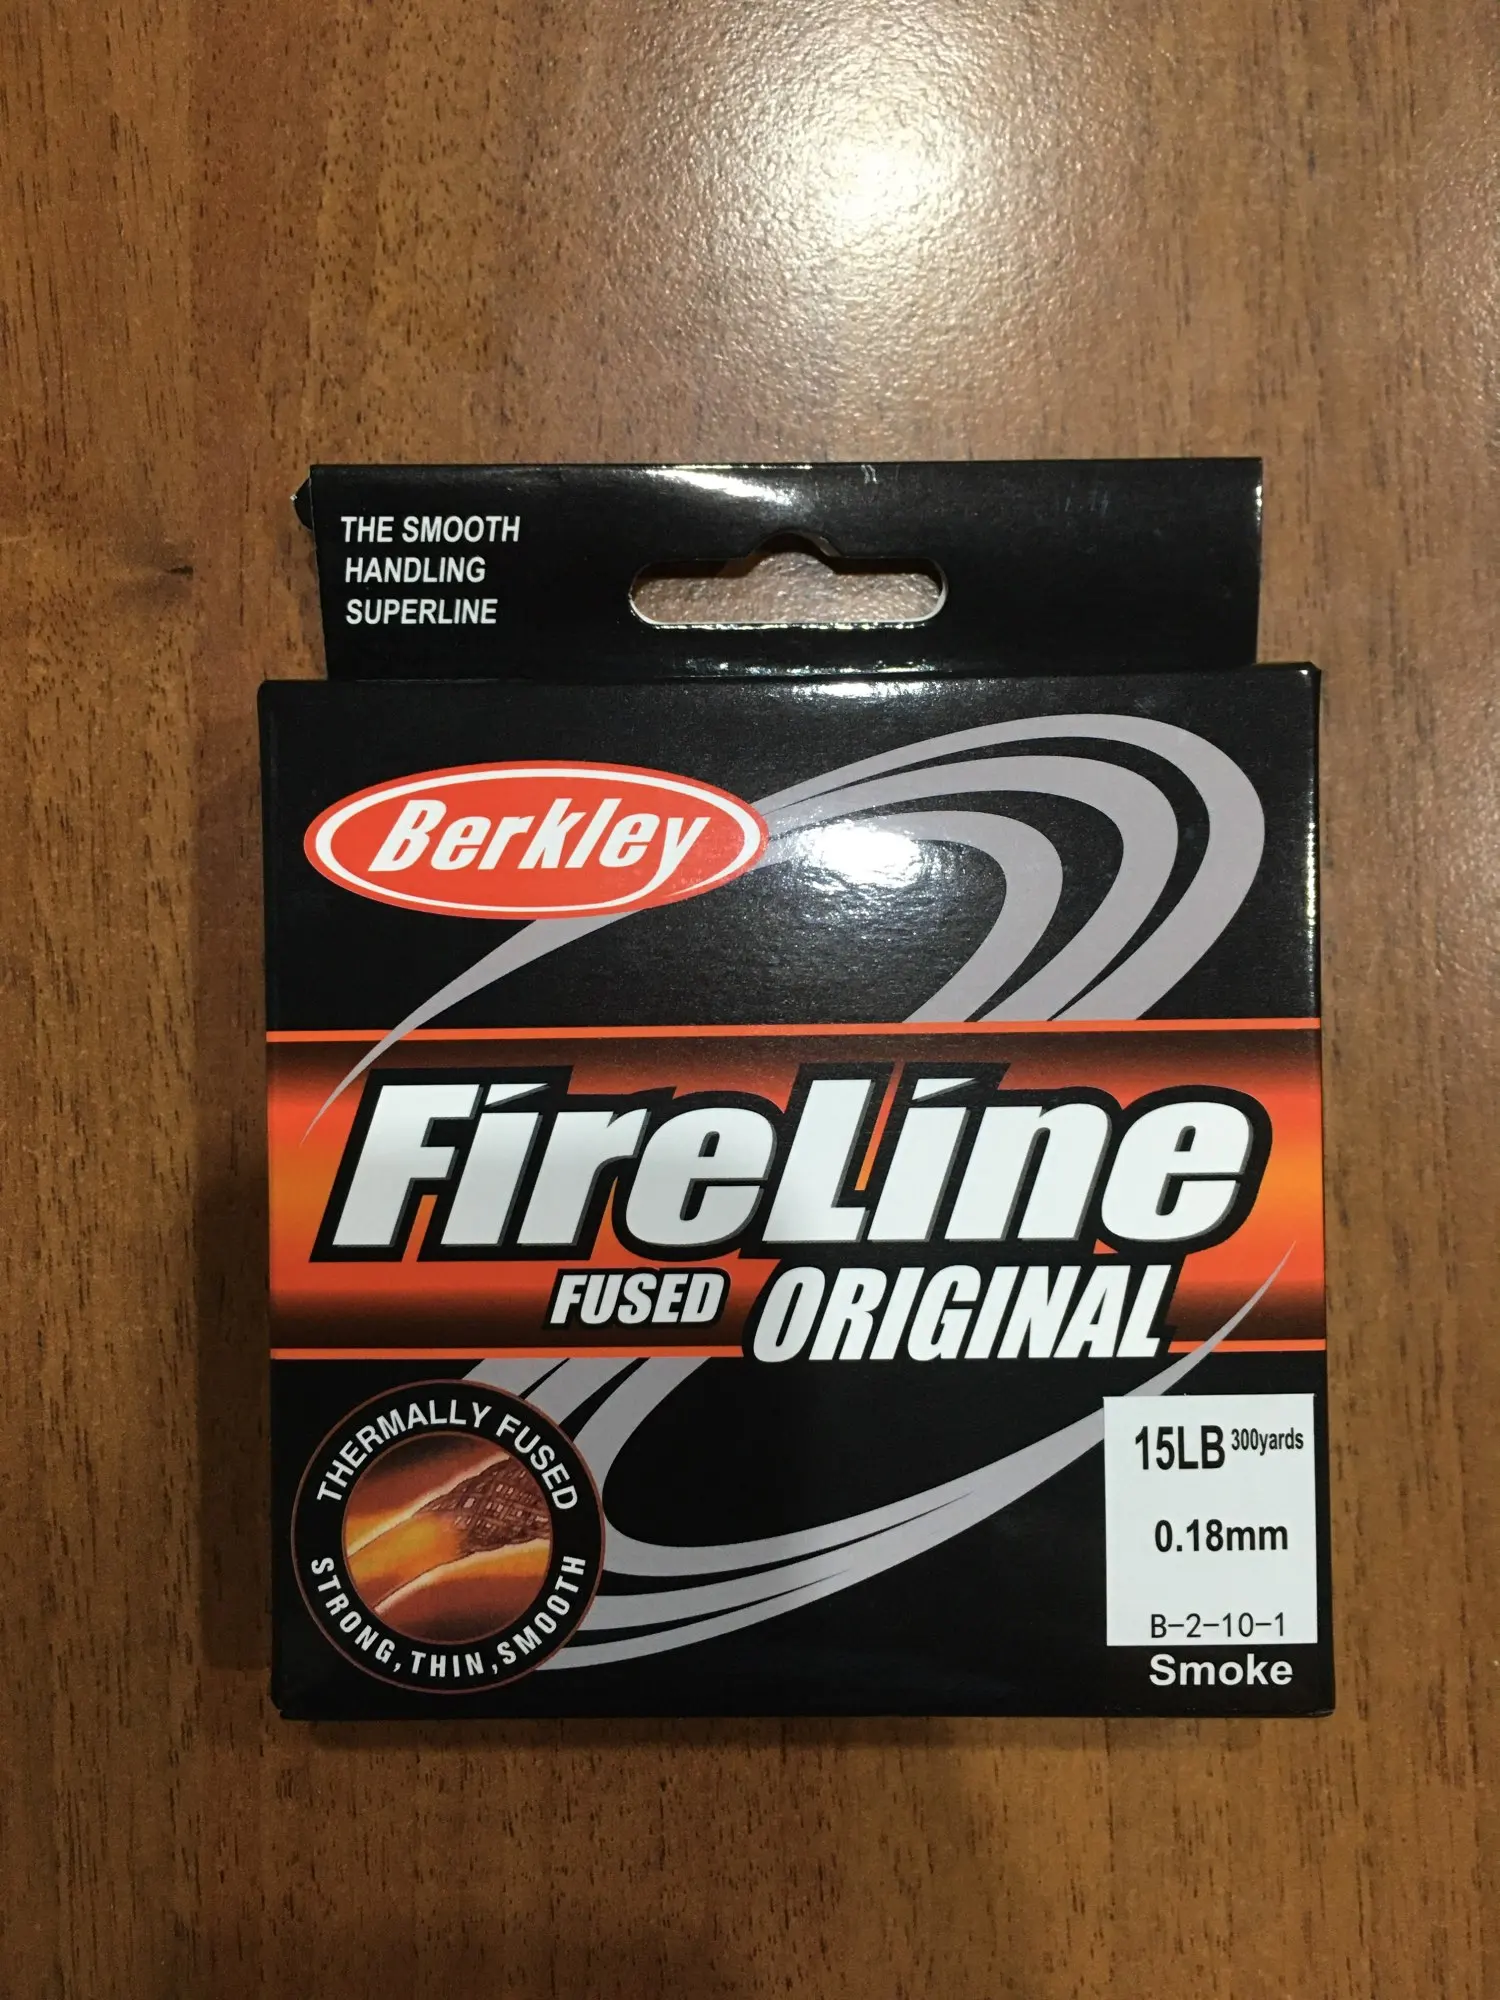 THE SMOOTH
HANDLING
SUPERLINE
Berkley
FireLine
FUSED ORIGINAL
THERMALLY FUSED
STRONG, THIN, SMOOTH
15LB 300yards
0.18mm
B-2-10-1
Smoke